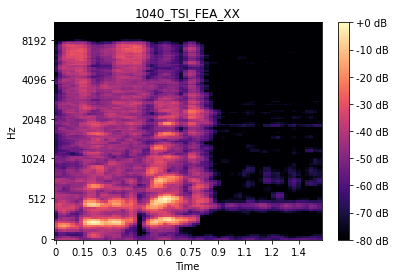 1040_TSI_FEA_XX
8192
4096
2048
1024
512
0
Hz
0 0.15 0.3 0.45 0.6 0.75 0.9 1.1 1.2 1.4
Time
+0 dB
-10 dB
-20 dB
-30 dB
-40 dB
-50 dB
-60 dB
-70 dB
-80 dB